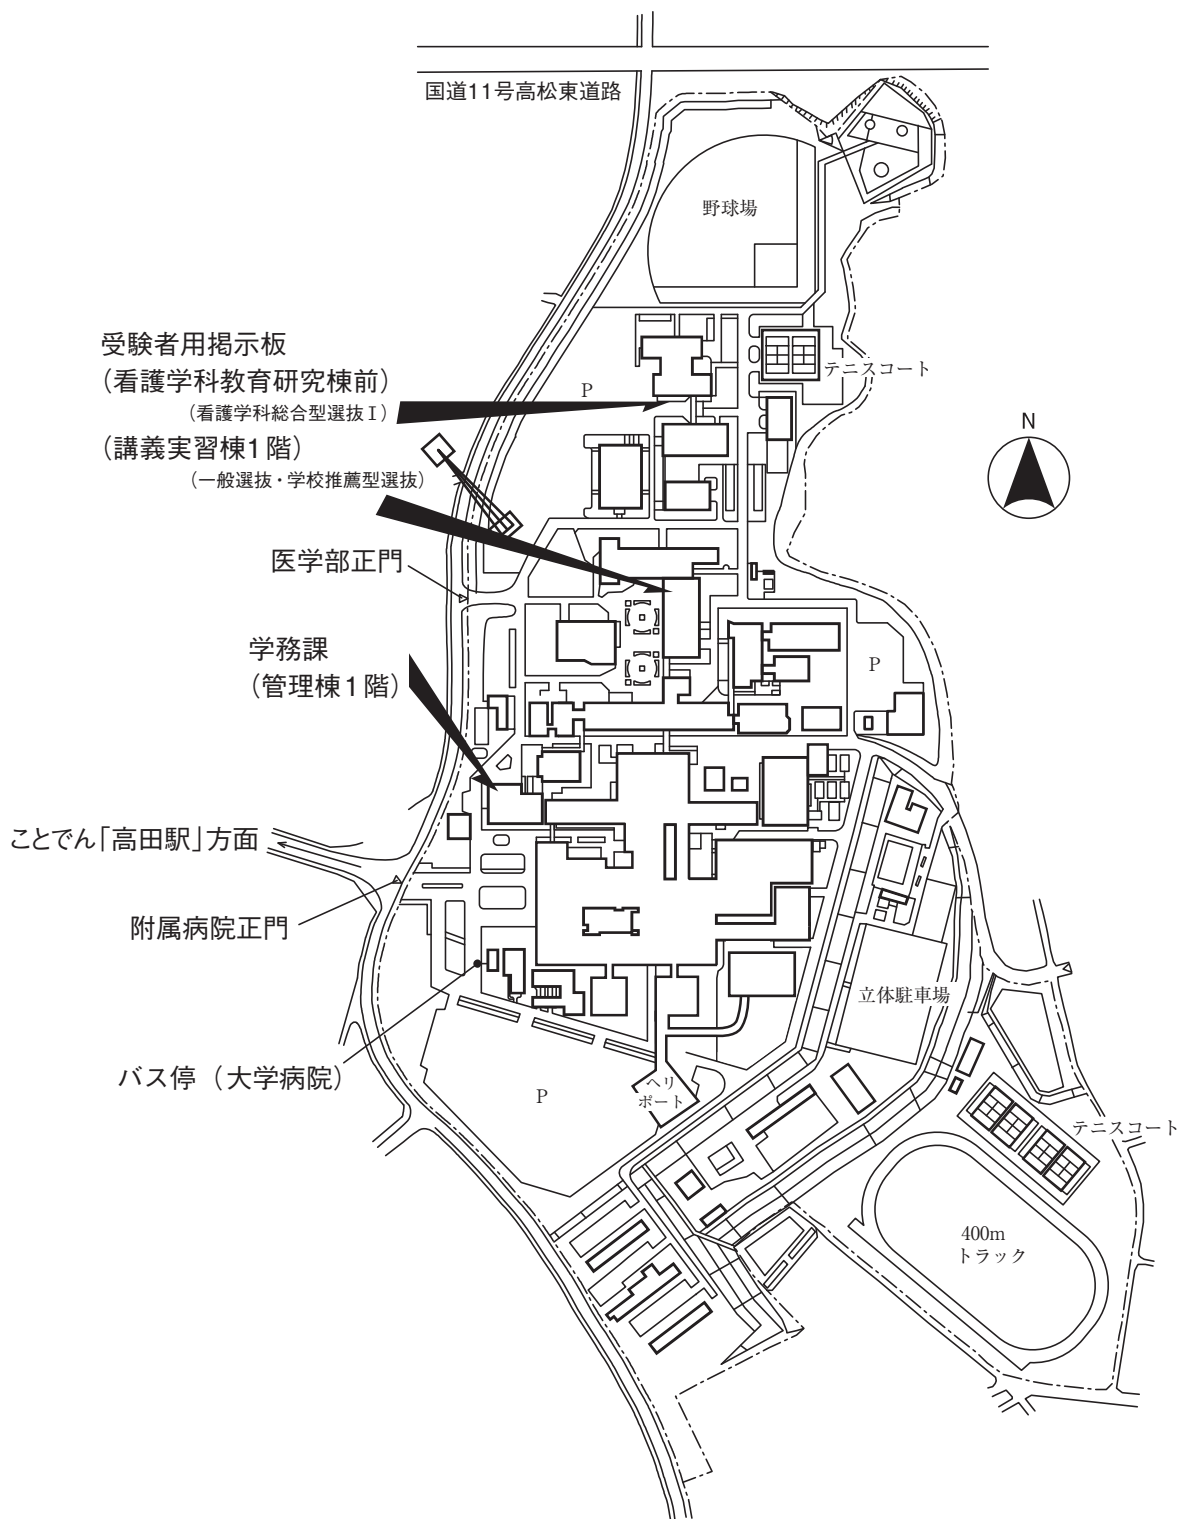 国道11号高松東道路
野球場
受験者用掲示板
（看護学科教育研究棟前）
（看護学科総合型選抜Ⅰ）
P
テニスコート
（講義実習棟1階）
（一般選抜・学校推薦型選抜）
N
医学部正門
学務課
（管理棟1階）
P
ことでん「高田駅」方面
附属病院正門
立体駐車場
バス停（大学病院）
P
ヘリ
ポート
テニスコート
400m
トラック